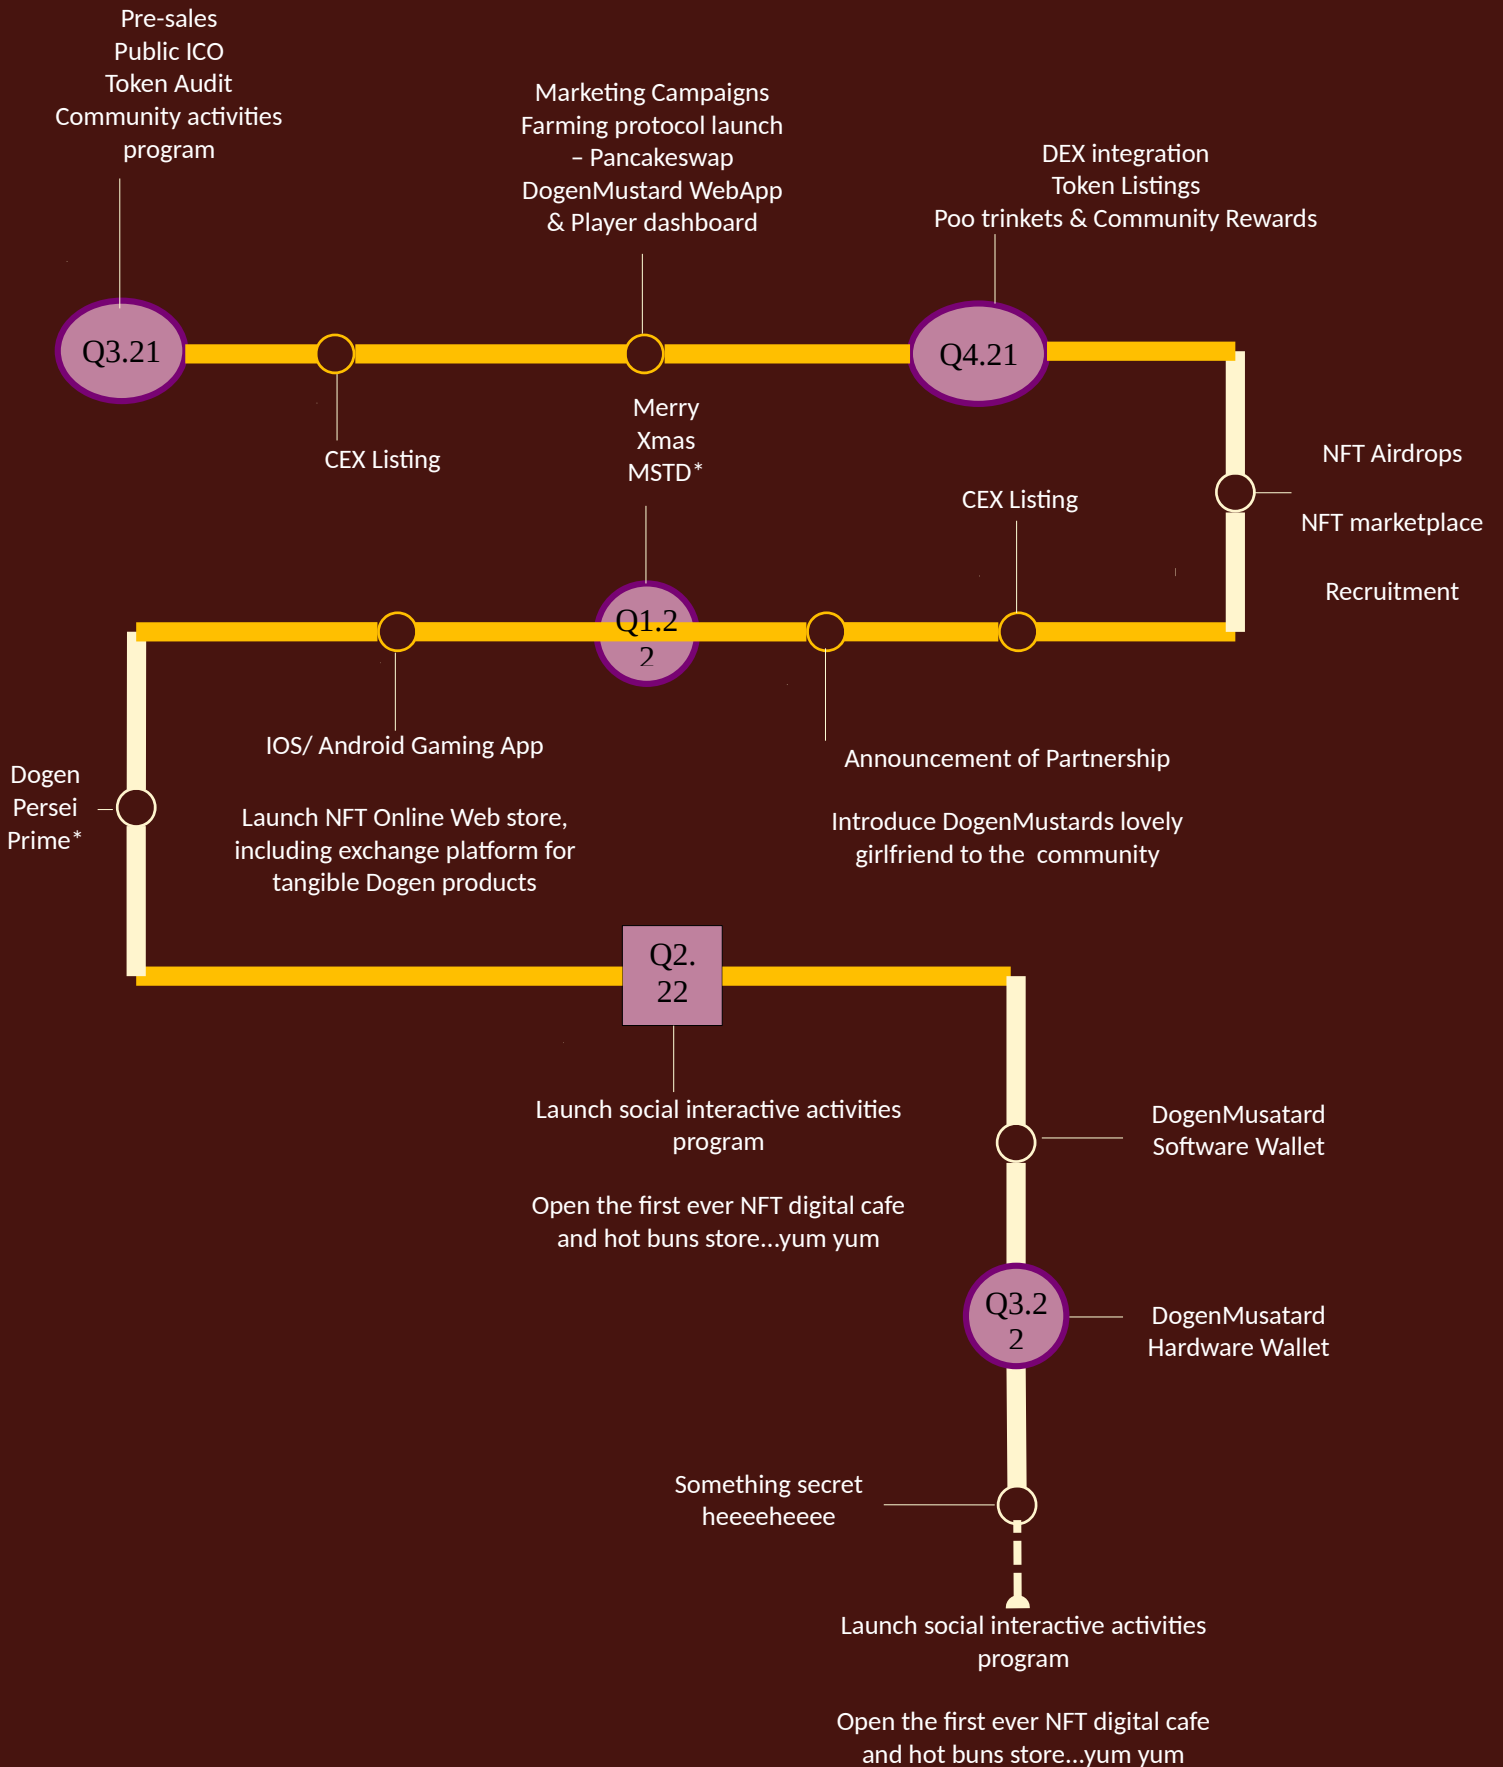 Pre-sales
Public ICO
Token Audit
Community activities
program
Marketing Campaigns
Farming protocol launch
– Pancakeswap
DogenMustard WebApp
& Player dashboard
DEX integration
Token Listings
Poo trinkets & Community Rewards
Q3.21
Q4.21
CEX Listing
Merry
Xmas
MSTD*
CEX Listing
NFT Airdrops
NFT marketplace
Recruitment
Q1.2
2
IOS/ Android Gaming App
Launch NFT Online Web store,
including exchange platform for
tangible Dogen products
Announcement of Partnership
Introduce DogenMustards lovely
girlfriend to the  community
Dogen
Persei
Prime*
Q2.
22
Launch social interactive activities
program
Open the first ever NFT digital cafe
and hot buns store...yum yum
DogenMusatard
Software Wallet
Q3.2
2
DogenMusatard
Hardware Wallet
Something secret
heeeeheeee
Launch social interactive activities
program
Open the first ever NFT digital cafe
and hot buns store...yum yum